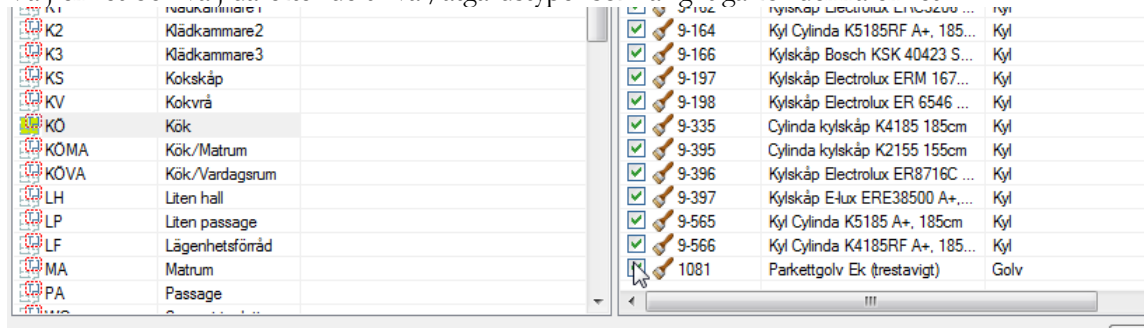 K2 Klädkammare2
K3 Klädkammare3
KS Kokskåp
KV Kokvrå
KÖ Kök
KÖMA Kök/Matrum
KÖVA Kök/Vardagsrum
LH Liten hall
LP Liten passage
LF Lägenhetsförråd
MA Matrum
PA Passage
9-164 Kyl Cylinda K5185RF A+, 185... Kyl
9-166 Kylskåp Bosch KSK 40423 S... Kyl
9-197 Kylskåp Electrolux ERM 167... Kyl
9-198 Kylskåp Electrolux ER 6546 ... Kyl
9-335 Cylinda kylskåp K4185 185cm Kyl
9-395 Cylinda kylskåp K2155 155cm Kyl
9-396 Kylskåp Electrolux ER8716C ... Kyl
9-397 Kylskåp E-lux ERE38500 A+,... Kyl
9-565 Kyl Cylinda K5185 A+, 185cm Kyl
9-566 Kyl Cylinda K4185RF A+, 185... Kyl
1081 Parkettgolv Ek (trestavigt) Golv